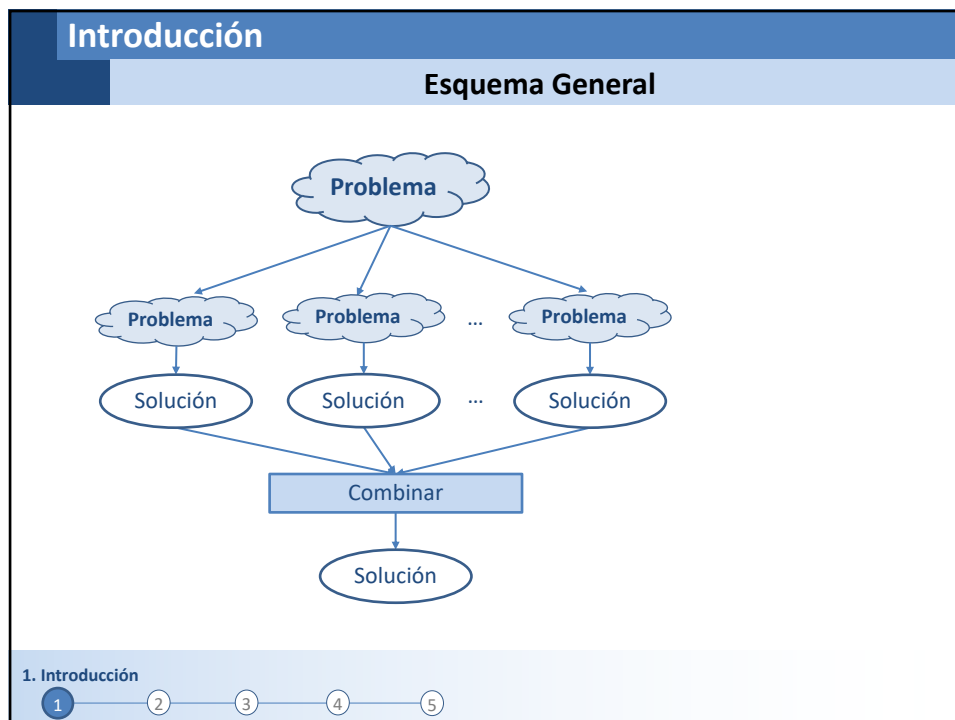 Introducción
Esquema General
Problema
Problema Problema ... Problema
Solución Solución ... Solución
Combinar
Solución
1. Introducción
1 2 3 4 5